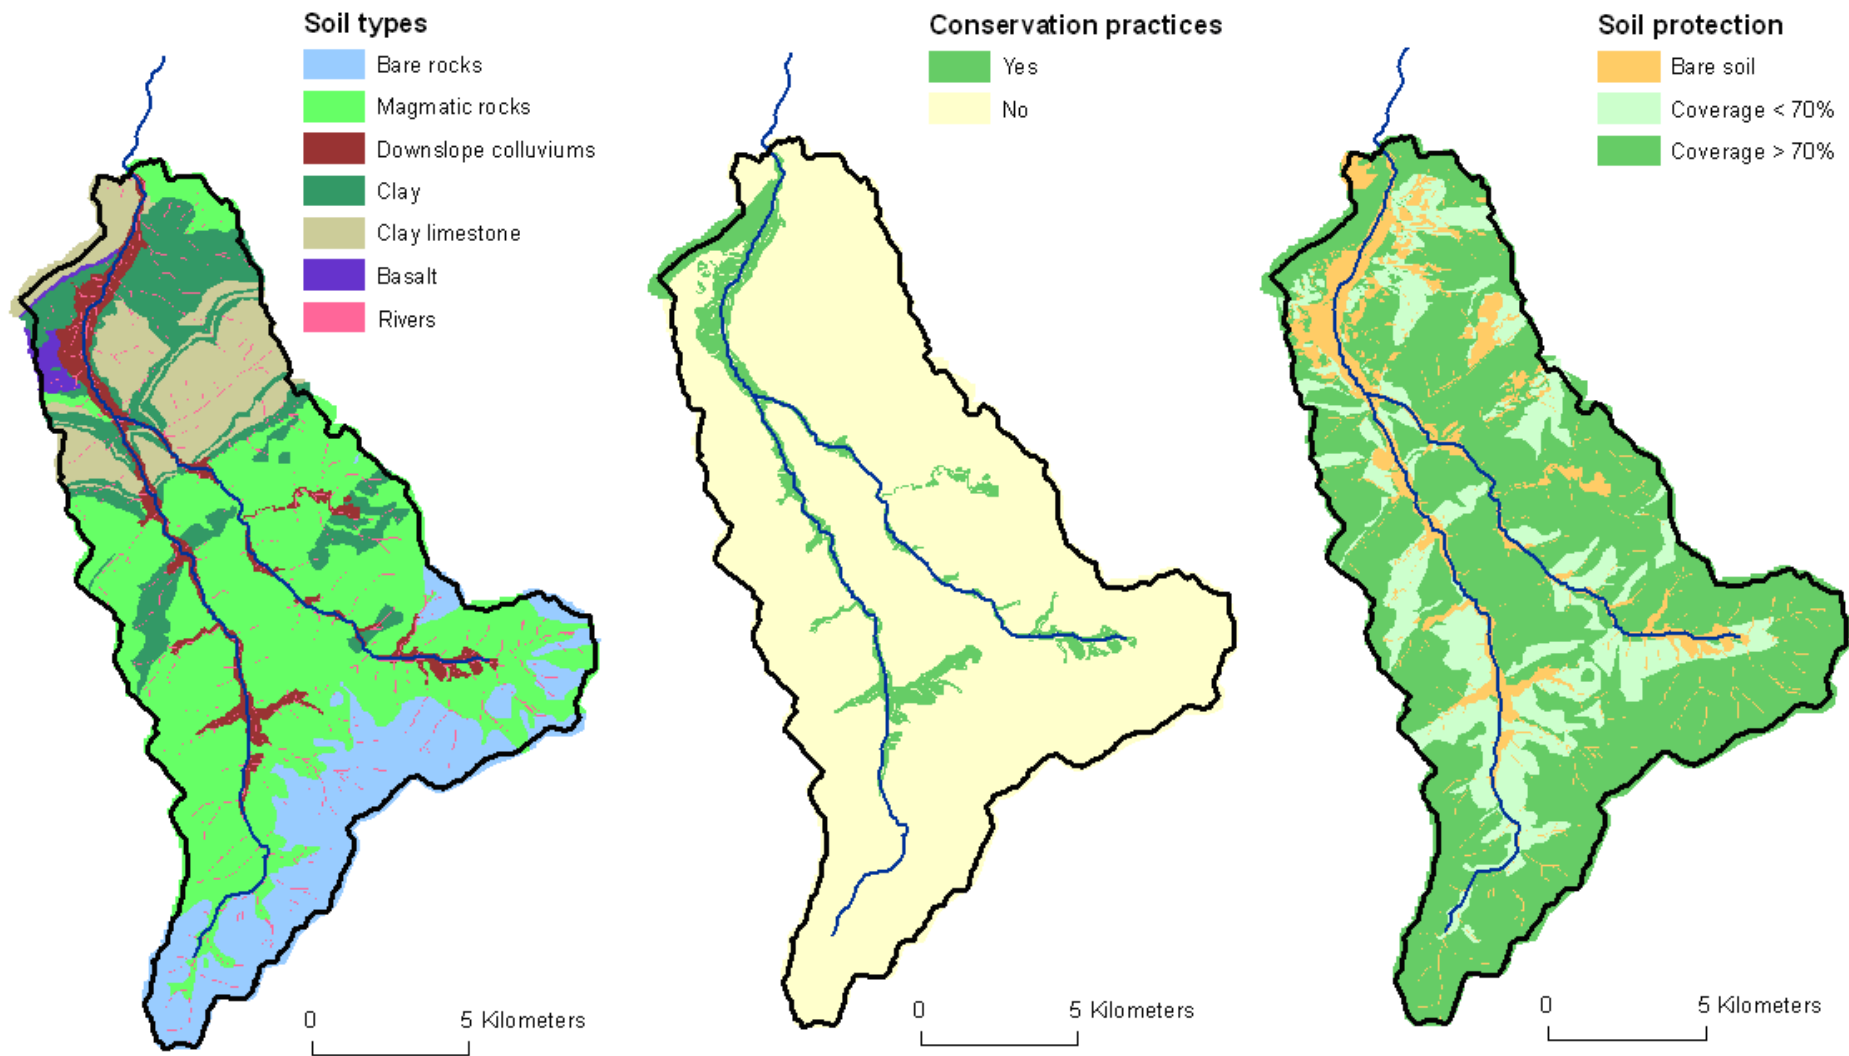 Soil types
Bare rocks
Magmatic rocks
Downslope colluviums
Clay
Clay limestone
Basalt
Rivers
0 5 Kilometers
Conservation practices
Yes
No
0 5 Kilometers
Soil protection
Bare soil
Coverage < 70%
Coverage > 70%
0 5 Kilometers